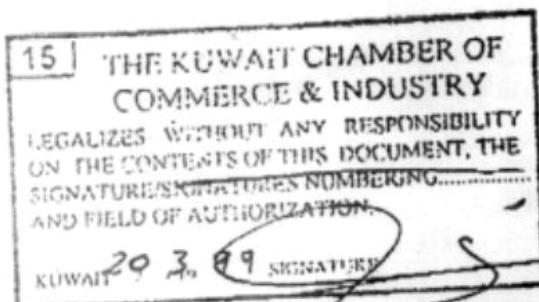 15
THE KUWAIT CHAMBER OF
COMMERCE & INDUSTRY
LEGALIZES WITHOUT ANY RESPONSIBILITY
ON THE CONTENTS OF THIS DOCUMENT, THE
SIGNATURE/SIGNATURES NUMBERING...............
AND FIELD OF AUTHORIZATION.
KUWAIT 20 3. 99 SIGNATURE